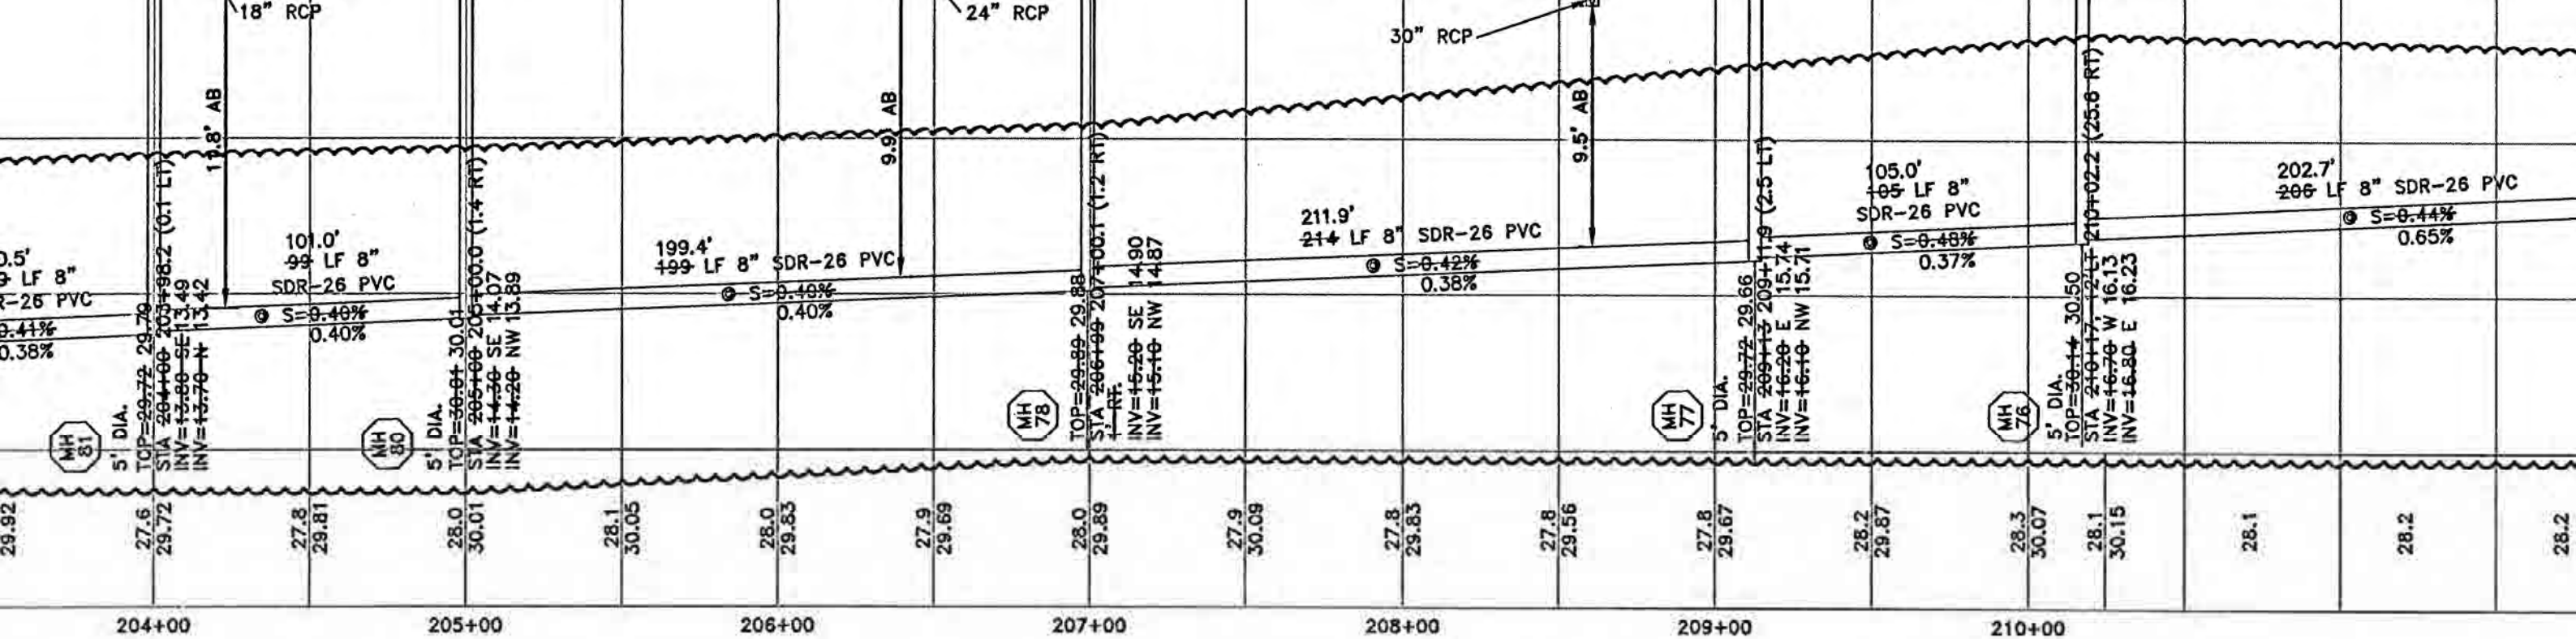 18" RCP
24" RCP
30" RCP
AB
9.9' AB
9.5' AB
0.5'
LF 8"
-26 PVC
0.41%
0.38%
101.0'
99 LF 8"
SDR-26 PVC
S=0.40%
0.40%
199.4'
199 LF 8" SDR-26 PVC
S=0.40%
0.40%
211.9'
214 LF 8" SDR-26 PVC
S=0.42%
0.38%
105.0'
105 LF 8"
SDR-26 PVC
S=0.48%
0.37%
202.7'
206 LF 8" SDR-26 PVC
S=0.44%
0.65%
MH
81
5' DIA.
TOP=29.72 29.79
STA 204+00 203+98.2 (0.1 LT)
INV=13.80 SE 13.49
INV=13.70 N 13.42
MH
80
5' DIA.
TOP=30.01 30.01
STA 205+00 205+00.0 (1.4 RT)
INV=14.30 SE 14.07
INV=14.20 NW 13.89
MH
78
TOP=29.89 29.88
STA 206+99 207+00.1 (1.2 RT)
1' RT.
INV=15.20 SE 14.90
INV=15.10 NW 14.87
MH
77
5' DIA.
TOP=29.72 29.66
STA 209+13 209+11.9 (2.5 LT)
INV=16.20 E 15.74
INV=16.10 NW 15.71
MH
76
5' DIA.
TOP=30.14 30.50
STA 210+17, 12' LT 210+02.2 (25.8 RT)
INV=16.70 W 16.13
INV=16.80 E 16.23
29.92
27.6
29.72
27.8
29.81
28.0
30.01
28.1
30.05
28.0
29.83
27.9
29.69
28.0
29.89
27.9
30.09
27.8
29.83
27.8
29.56
27.8
29.67
28.2
29.87
28.3
30.07
28.1
30.15
28.1
28.2
28.2
204+00
205+00
206+00
207+00
208+00
209+00
210+00